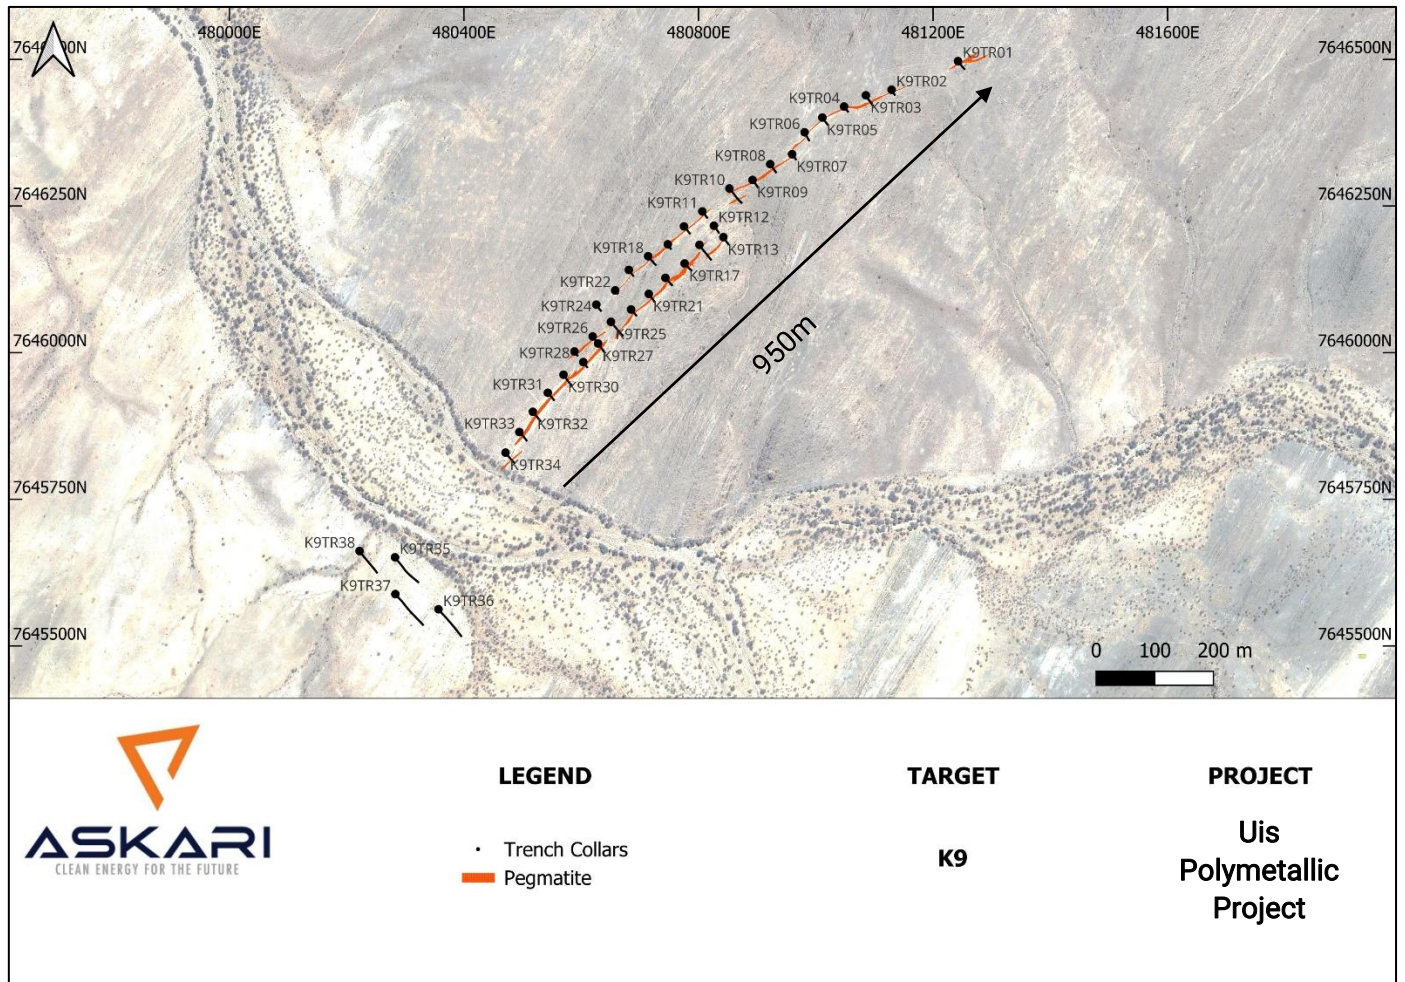 480000E
480400E
480800E
481200E
481600E
7646500N
7646500N
K9TR01
K9TR02
K9TR04
K9TR03
K9TR06
K9TR05
K9TR08
K9TR07
K9TR10
K9TR09
7646250N
7646250N
K9TR11
K9TR12
K9TR18
K9TR13
K9TR17
K9TR22
K9TR24
K9TR21
K9TR26
K9TR25
7646000N
7646000N
K9TR28
K9TR27
950m
K9TR31
K9TR30
K9TR33
K9TR32
K9TR34
7645750N
7645750N
K9TR38
K9TR35
K9TR37
K9TR36
7645500N
7645500N
0 100 200 m
ASKARI
CLEAN ENERGY FOR THE FUTURE
LEGEND
Trench Collars
Pegmatite
TARGET
K9
PROJECT
Uis
Polymetallic
Project